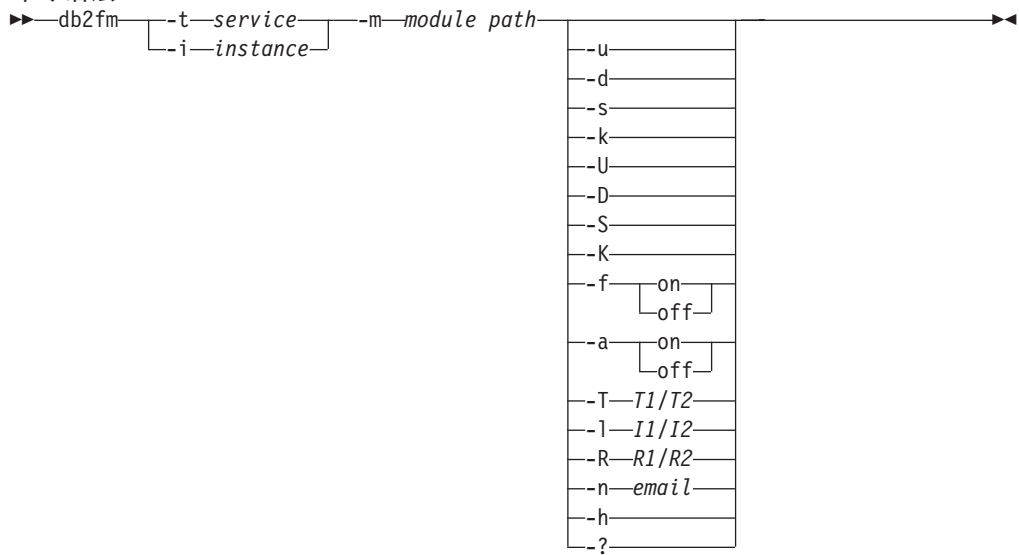 db2fm -t service -m module path
-i instance
-u
-d
-s
-k
-U
-D
-S
-K
-f on
off
-a on
off
-T T1/T2
-l I1/I2
-R R1/R2
-n email
-h
-?